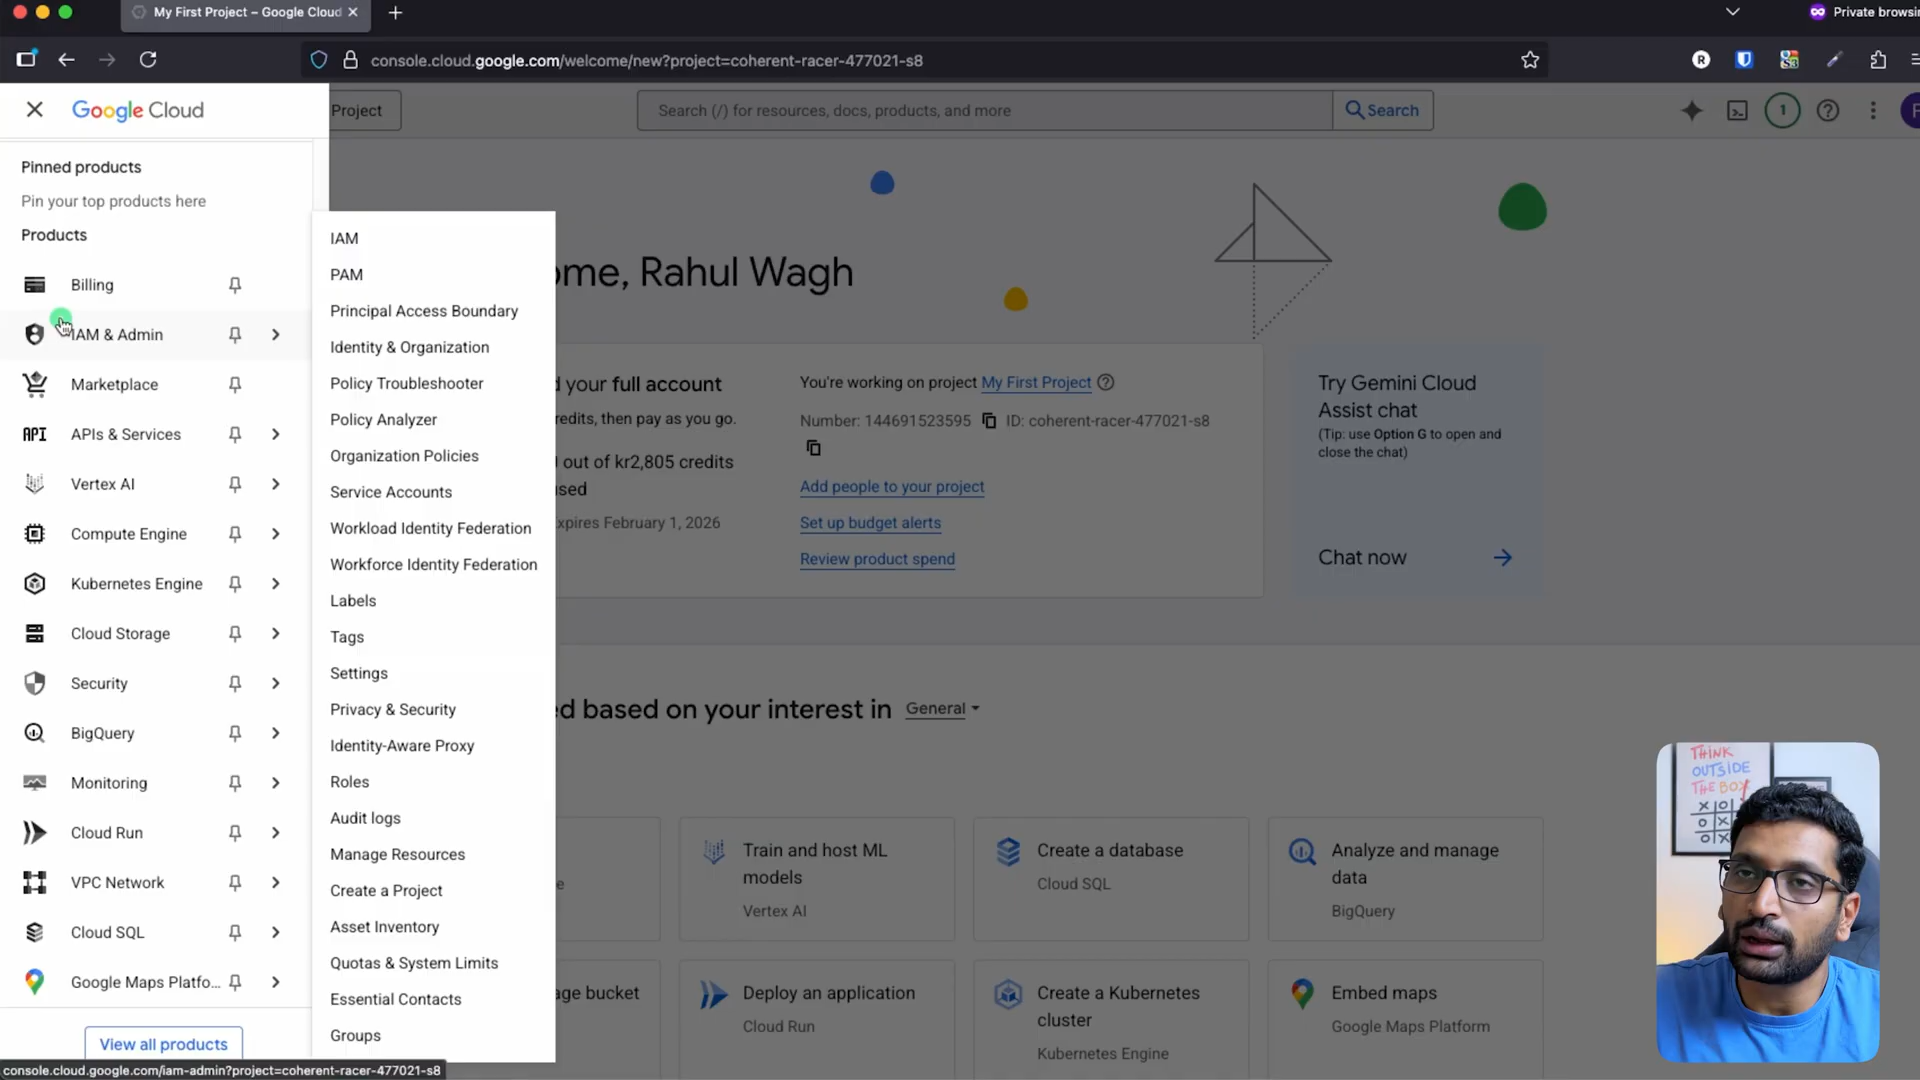 My First Project – Google Cloud
Private browsin
console.cloud.google.com/welcome/new?project=coherent-racer-477021-s8
R
Google Cloud
Project
Search (/) for resources, docs, products, and more
Search
1
Pinned products
Pin your top products here
Products
Billing
IAM & Admin
Marketplace
API
APIs & Services
Vertex AI
Compute Engine
Kubernetes Engine
Cloud Storage
Security
BigQuery
Monitoring
Cloud Run
VPC Network
Cloud SQL
Google Maps Platfo...
View all products
console.cloud.google.com/iam-admin?project=coherent-racer-477021-s8
IAM
PAM
Principal Access Boundary
Identity & Organization
Policy Troubleshooter
Policy Analyzer
Organization Policies
Service Accounts
Workload Identity Federation
Workforce Identity Federation
Labels
Tags
Settings
Privacy & Security
Identity-Aware Proxy
Roles
Audit logs
Manage Resources
Create a Project
Asset Inventory
Quotas & System Limits
Essential Contacts
Groups
ome, Rahul Wagh
d your full account
redits, then pay as you go.
out of kr2,805 credits
sed
xpires February 1, 2026
You're working on project My First Project
Number: 144691523595 ID: coherent-racer-477021-s8
Add people to your project
Set up budget alerts
Review product spend
Try Gemini Cloud
Assist chat
(Tip: use Option G to open and
close the chat)
Chat now
ed based on your interest in General
e
Train and host ML
models
Vertex AI
Create a database
Cloud SQL
Analyze and manage
data
BigQuery
age bucket
Deploy an application
Cloud Run
Create a Kubernetes
cluster
Kubernetes Engine
Embed maps
Google Maps Platform
THINK
OUTSIDE
THE BOX